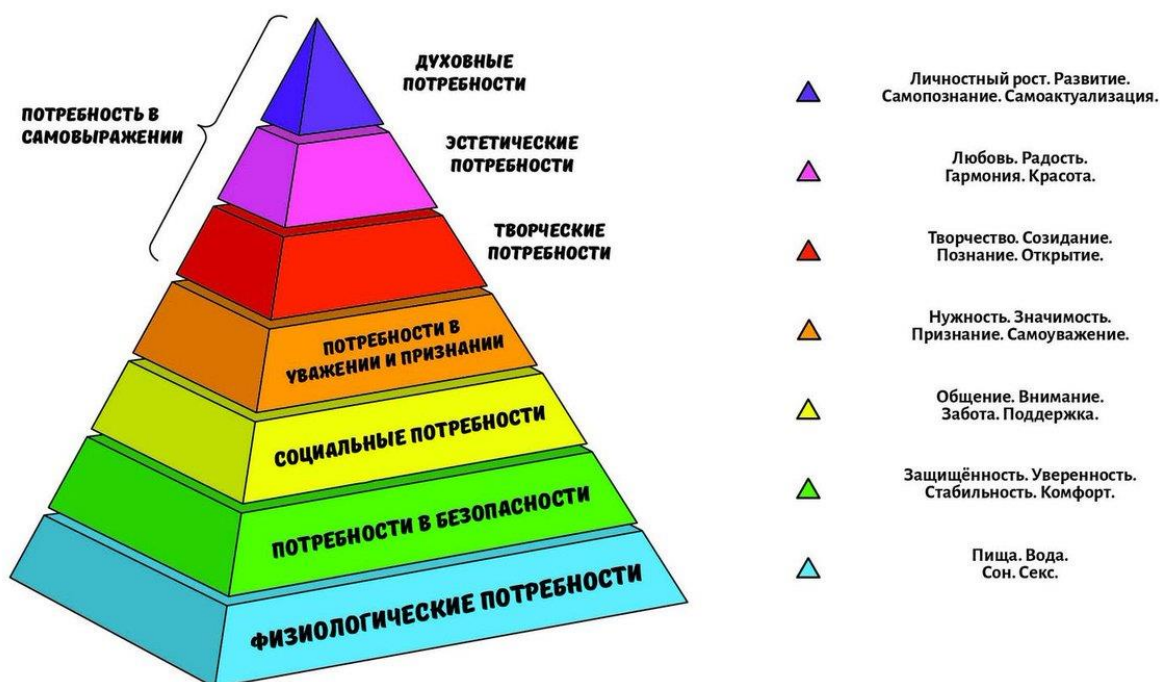 ДУХОВНЫЕ
ПОТРЕБНОСТИ
ПОТРЕБНОСТЬ В
САМОВЫРАЖЕНИИ
ЭСТЕТИЧЕСКИЕ
ПОТРЕБНОСТИ
ТВОРЧЕСКИЕ
ПОТРЕБНОСТИ
ПОТРЕБНОСТИ В
УВАЖЕНИИ И ПРИЗНАНИИ
СОЦИАЛЬНЫЕ ПОТРЕБНОСТИ
ПОТРЕБНОСТИ В БЕЗОПАСНОСТИ
ФИЗИОЛОГИЧЕСКИЕ ПОТРЕБНОСТИ
Личностный рост. Развитие.
Самопознание. Самоактуализация.
Любовь. Радость.
Гармония. Красота.
Творчество. Созидание.
Познание. Открытие.
Нужность. Значимость.
Признание. Самоуважение.
Общение. Внимание.
Забота. Поддержка.
Защищённость. Уверенность.
Стабильность. Комфорт.
Пища. Вода.
Сон. Секс.